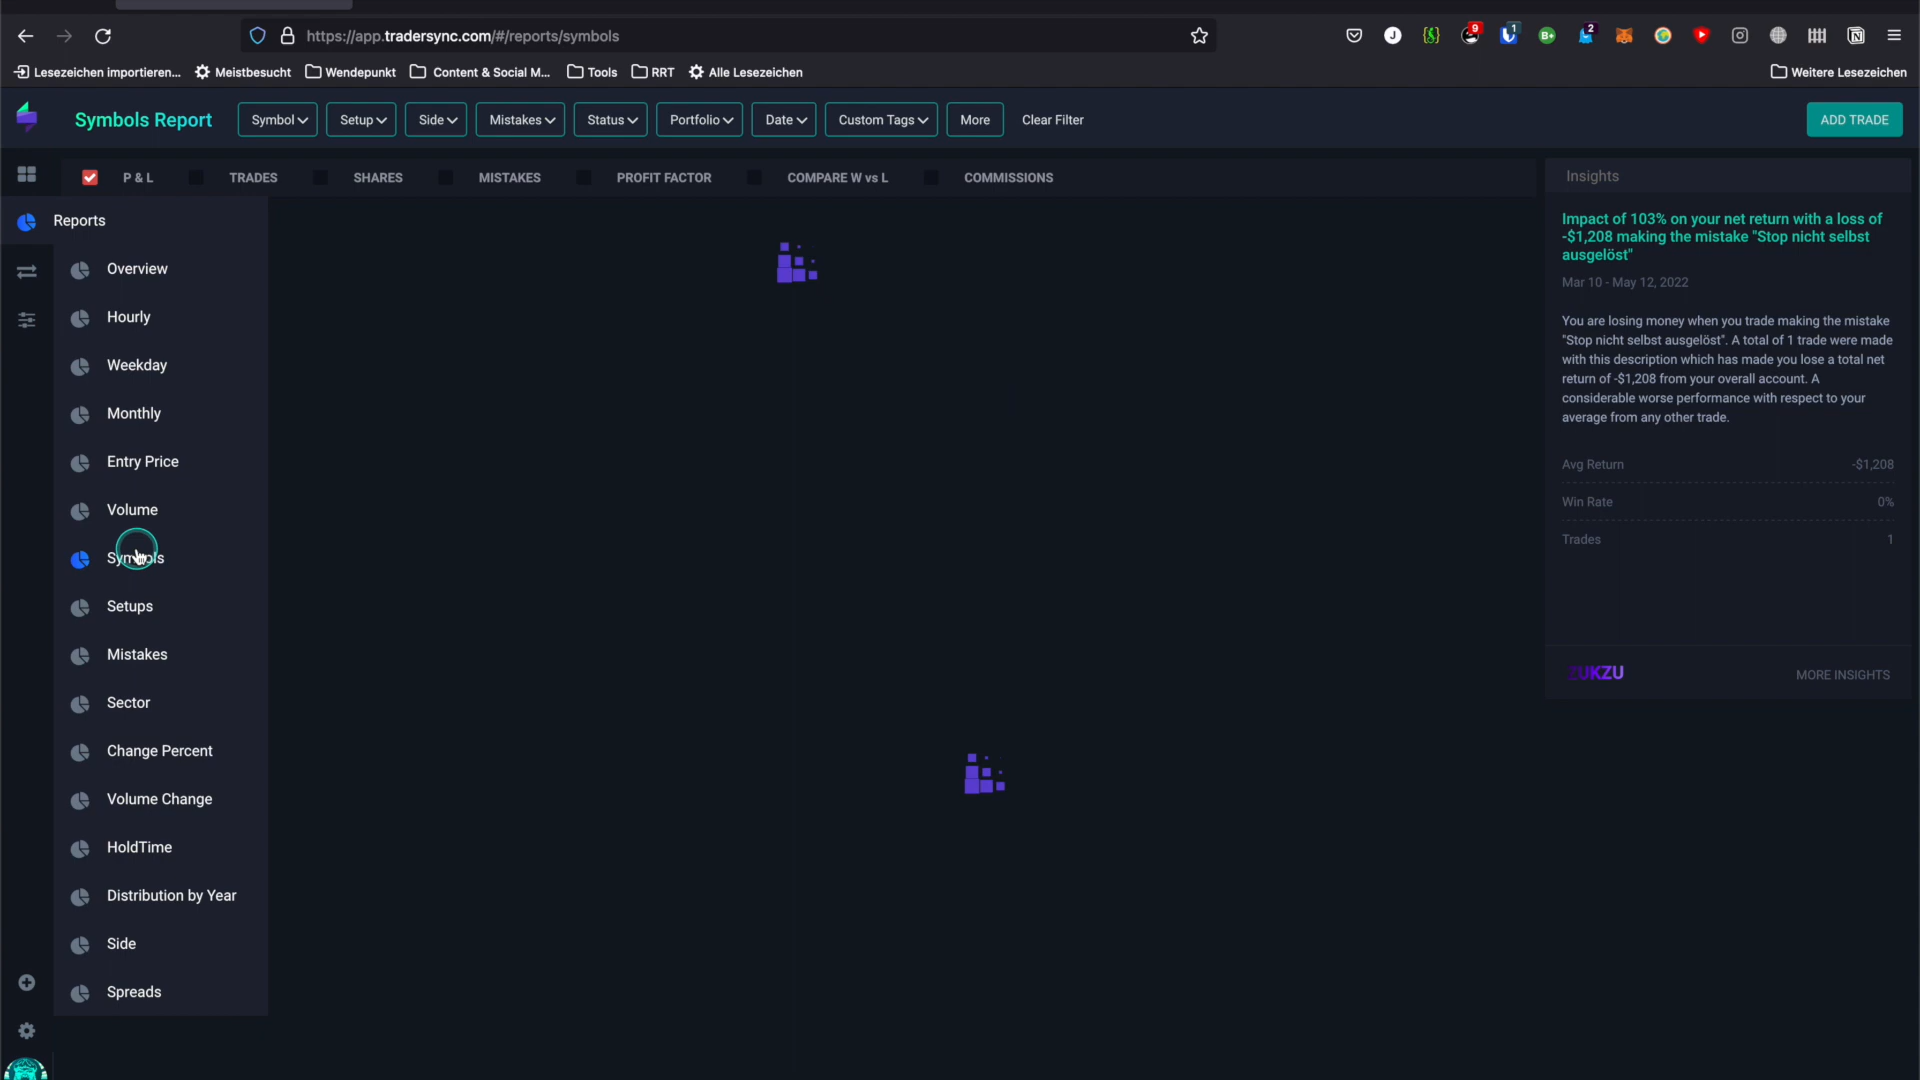 https://app.tradersync.com/#/reports/symbols
J
9
1
B+
2
Lesezeichen importieren...
Meistbesucht
Wendepunkt
Content & Social M...
Tools
RRT
Alle Lesezeichen
Weitere Lesezeichen
Symbols Report
Symbol
Setup
Side
Mistakes
Status
Portfolio
Date
Custom Tags
More
Clear Filter
ADD TRADE
P & L
TRADES
SHARES
MISTAKES
PROFIT FACTOR
COMPARE W vs L
COMMISSIONS
Reports
Overview
Hourly
Weekday
Monthly
Entry Price
Volume
Symbols
Setups
Mistakes
Sector
Change Percent
Volume Change
HoldTime
Distribution by Year
Side
Spreads
Insights
Impact of 103% on your net return with a loss of
-$1,208 making the mistake "Stop nicht selbst
ausgelöst"
Mar 10 - May 12, 2022
You are losing money when you trade making the mistake
"Stop nicht selbst ausgelöst". A total of 1 trade were made
with this description which has made you lose a total net
return of -$1,208 from your overall account. A
considerable worse performance with respect to your
average from any other trade.
Avg Return -$1,208
Win Rate 0%
Trades 1
ZUKZU
MORE INSIGHTS